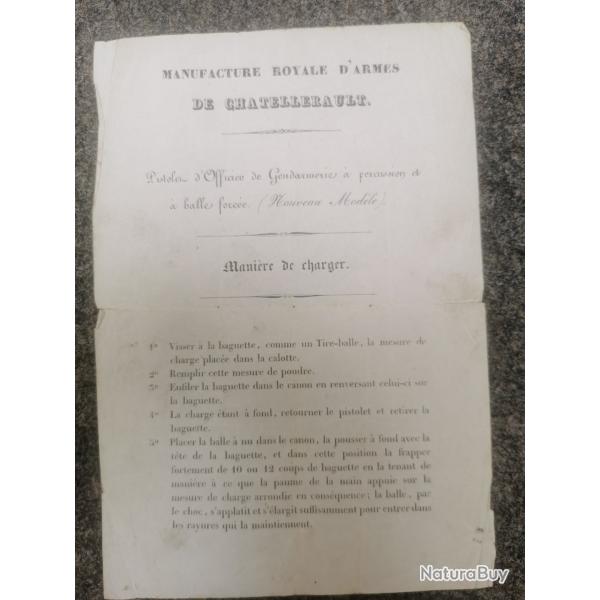 MANUFACTURE ROYALE D'ARMES
DE CHATELLERAULT.
Pistolet d'Officier de Gendarmerie à percussion et
à balle forcée. (Nouveau Modèle).
Manière de charger.
1º Visser à la baguette, comme un Tire-balle, la mesure de
charge placée dans la calotte.
2º Remplir cette mesure de poudre.
3º Enfiler la baguette dans le canon en renversant celui-ci sur
la baguette.
4º La charge étant à fond, retourner le pistolet et retirer la
baguette.
5º Placer la balle à nu dans le canon, la pousser à fond avec la
tête de la baguette, et dans cette position la frapper
fortement de 10 ou 12 coups de baguette en la tenant de
manière à ce que la paume de la main appuie sur la
mesure de charge arrondie en conséquence; la balle, par
le choc, s'applatit et s'élargit suffisamment pour entrer dans
les rayures qui la maintiennent.
NaturaBuy